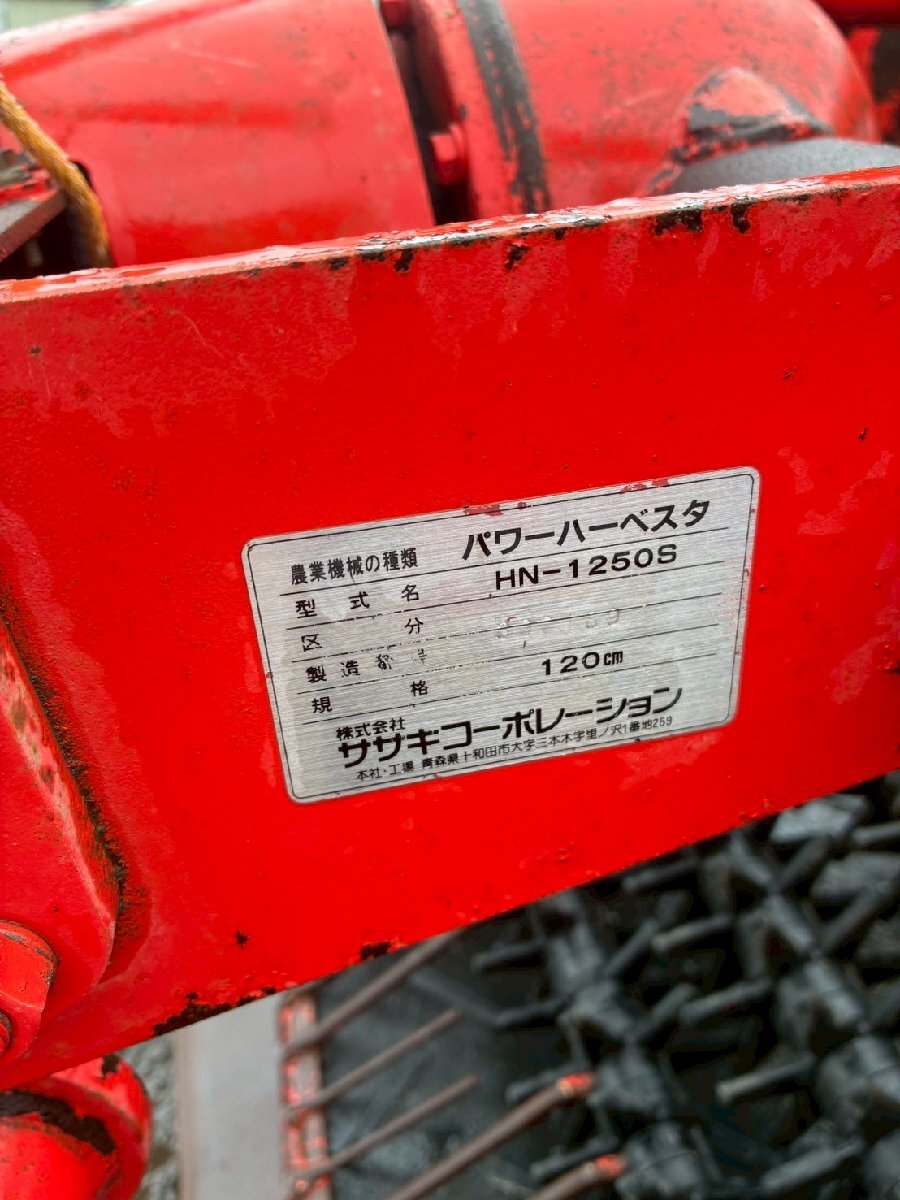 農業機械の種類 パワーハーベスタ
型式名 HN-1250S
区分
製造
規格 120cm
株式会社
ササキコーポレーション
本社・工場 青森県十和田市大字三本木字里ノ沢1番地259